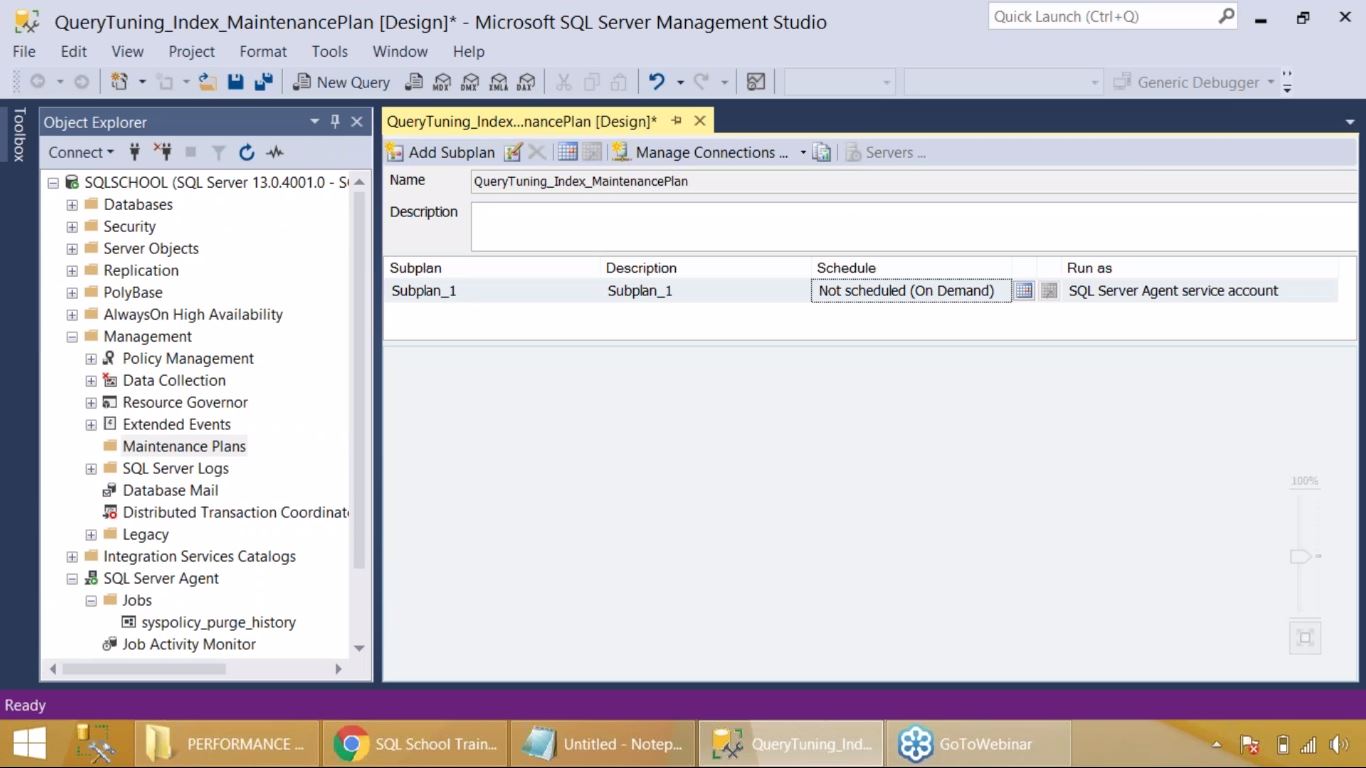 QueryTuning_Index_MaintenancePlan [Design]* - Microsoft SQL Server Management Studio
Quick Launch (Ctrl+Q)
File Edit View Project Format Tools Window Help
New Query MDX DMX XMLA DAX Generic Debugger
Toolbox
Object Explorer
Connect
SQLSCHOOL (SQL Server 13.0.4001.0 - S
Databases
Security
Server Objects
Replication
PolyBase
AlwaysOn High Availability
Management
Policy Management
Data Collection
Resource Governor
Extended Events
Maintenance Plans
SQL Server Logs
Database Mail
Distributed Transaction Coordinat
Legacy
Integration Services Catalogs
SQL Server Agent
Jobs
syspolicy_purge_history
Job Activity Monitor
QueryTuning_Index...nancePlan [Design]*
Add Subplan Manage Connections ... Servers ...
Name QueryTuning_Index_MaintenancePlan
Description
Subplan Description Schedule Run as
Subplan_1 Subplan_1 Not scheduled (On Demand) SQL Server Agent service account
100%
Ready
PERFORMANCE ... SQL School Train... Untitled - Notep... QueryTuning_Ind... GoToWebinar